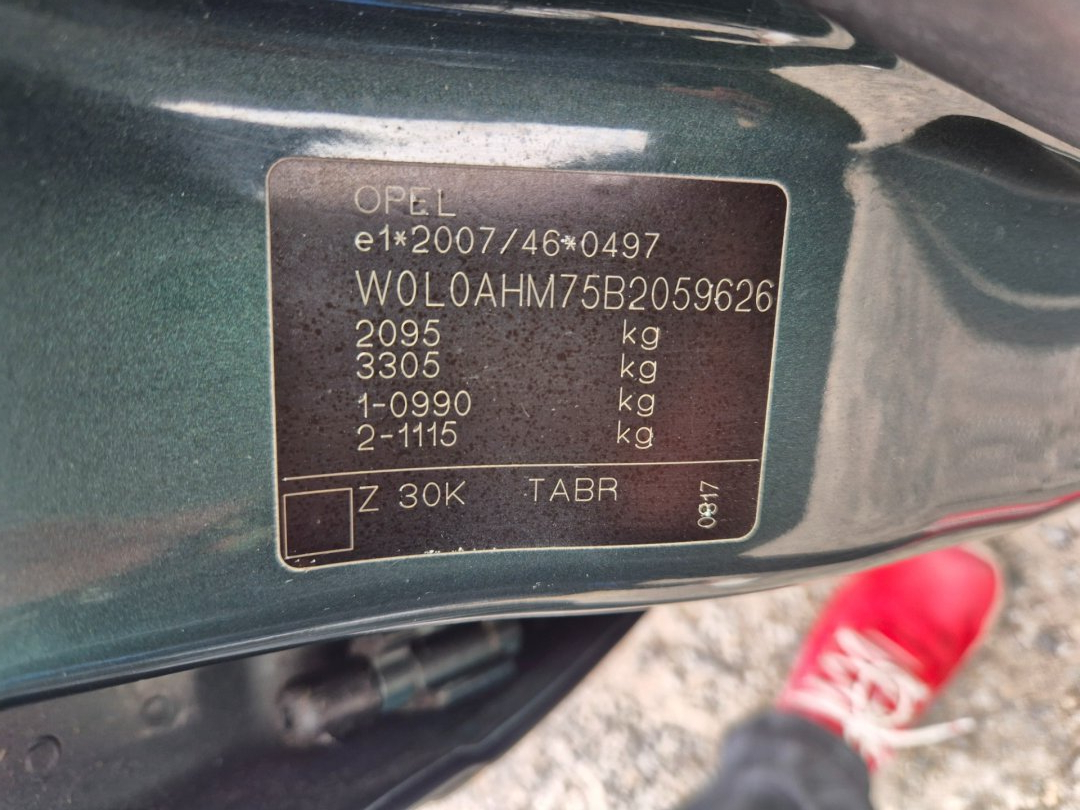 OPEL
e1*2007/46*0497
W0L0AHM75B2059626
2095 kg
3305 kg
1-0990 kg
2-1115 kg
Z 30K TABR
0817